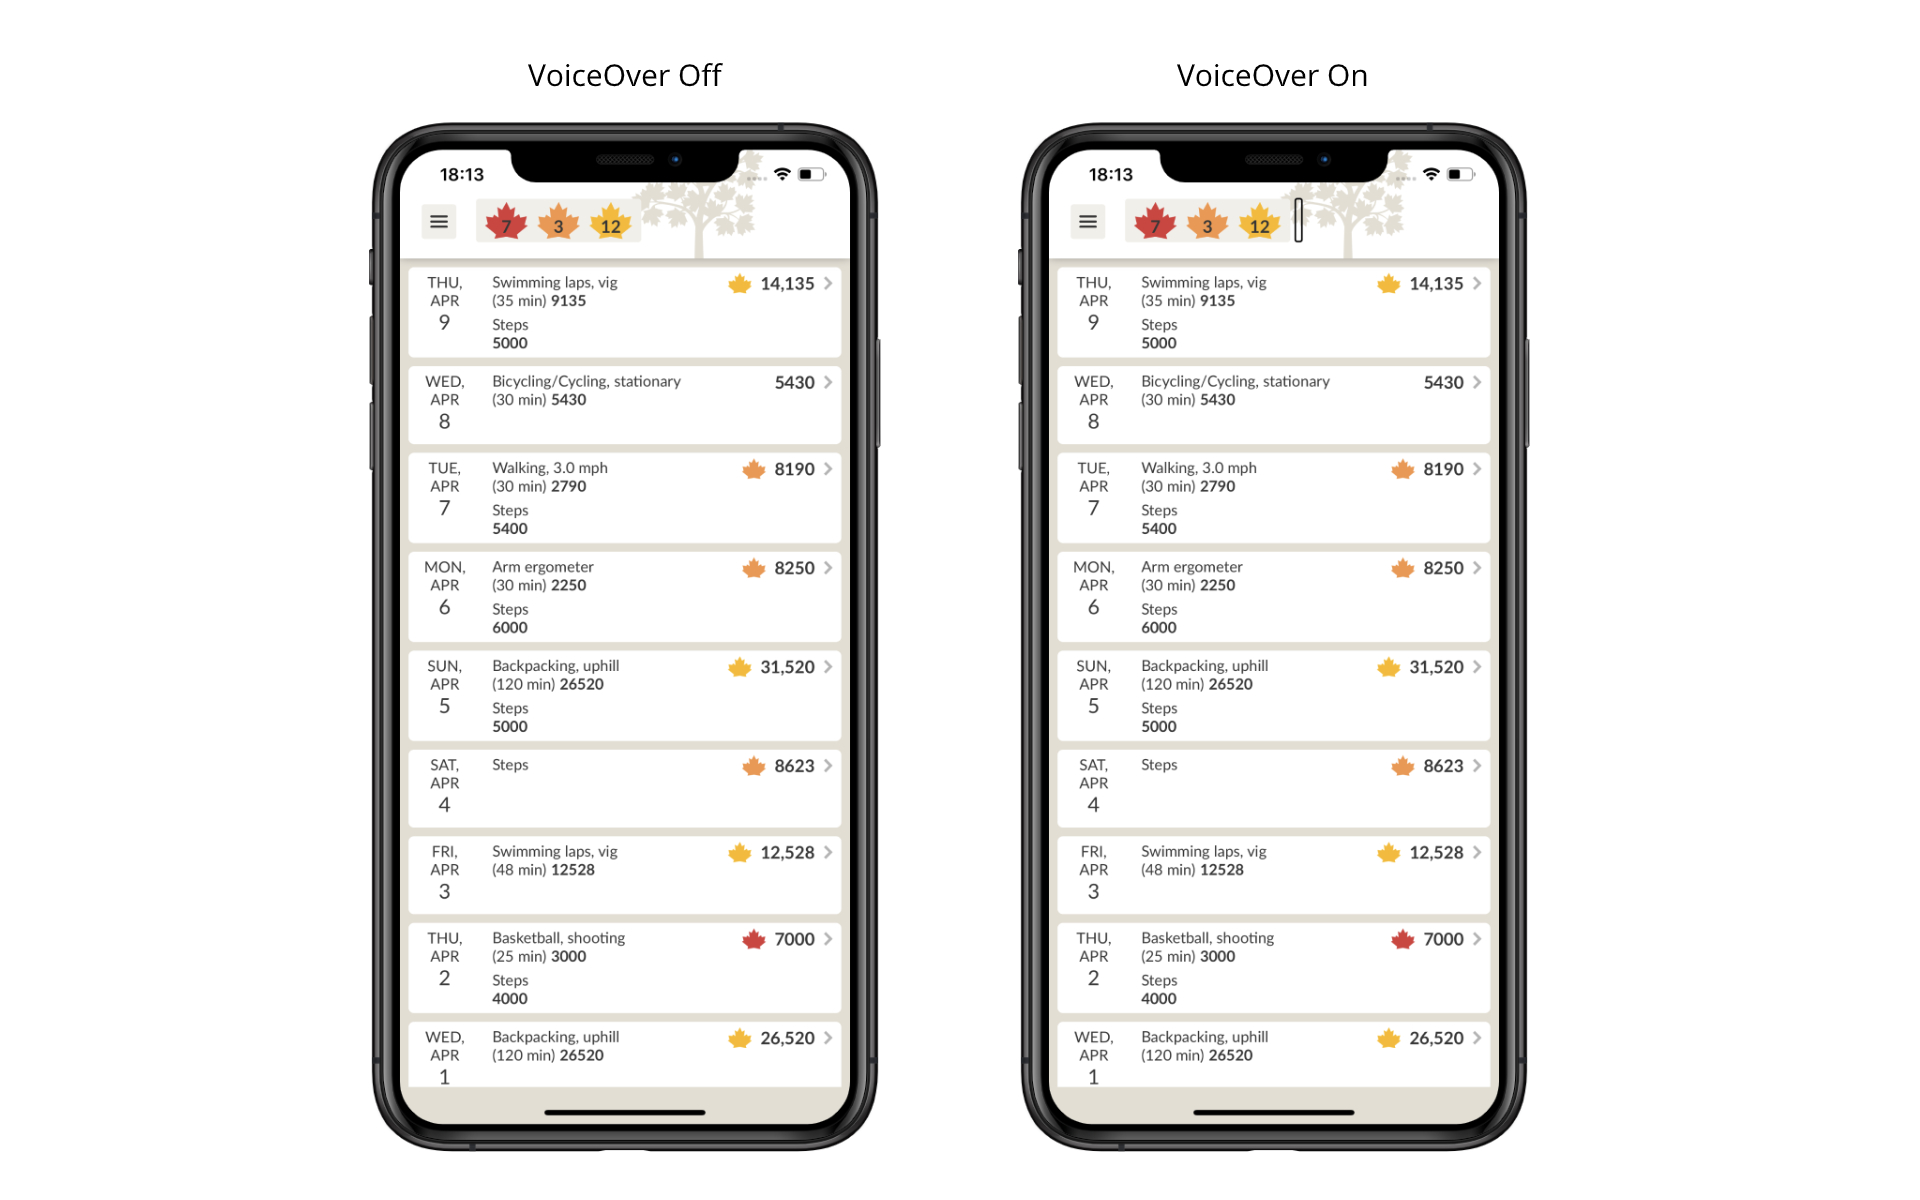 VoiceOver Off
18:13
7 3 12
THU,
APR
9
Swimming laps, vig
(35 min) 9135
Steps
5000
14,135
WED,
APR
8
Bicycling/Cycling, stationary
(30 min) 5430
5430
TUE,
APR
7
Walking, 3.0 mph
(30 min) 2790
Steps
5400
8190
MON,
APR
6
Arm ergometer
(30 min) 2250
Steps
6000
8250
SUN,
APR
5
Backpacking, uphill
(120 min) 26520
Steps
5000
31,520
SAT,
APR
4
Steps
8623
FRI,
APR
3
Swimming laps, vig
(48 min) 12528
12,528
THU,
APR
2
Basketball, shooting
(25 min) 3000
Steps
4000
7000
WED,
APR
1
Backpacking, uphill
(120 min) 26520
26,520
VoiceOver On
18:13
7 3 12
THU,
APR
9
Swimming laps, vig
(35 min) 9135
Steps
5000
14,135
WED,
APR
8
Bicycling/Cycling, stationary
(30 min) 5430
5430
TUE,
APR
7
Walking, 3.0 mph
(30 min) 2790
Steps
5400
8190
MON,
APR
6
Arm ergometer
(30 min) 2250
Steps
6000
8250
SUN,
APR
5
Backpacking, uphill
(120 min) 26520
Steps
5000
31,520
SAT,
APR
4
Steps
8623
FRI,
APR
3
Swimming laps, vig
(48 min) 12528
12,528
THU,
APR
2
Basketball, shooting
(25 min) 3000
Steps
4000
7000
WED,
APR
1
Backpacking, uphill
(120 min) 26520
26,520